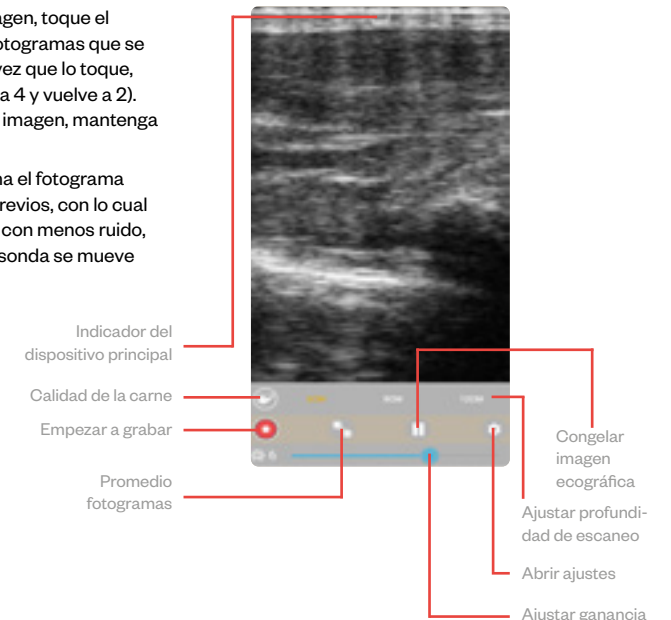 agen, toque el
otogramas que se
vez que lo toque,
a 4 y vuelve a 2).
imagen, mantenga
na el fotograma
revios, con lo cual
con menos ruido,
sonda se mueve
Indicador del
dispositivo principal
Calidad de la carne
Empezar a grabar
Promedio
fotogramas
6
Congelar
imagen
ecográfica
Ajustar profundi-
dad de escaneo
Abrir ajustes
Ajustar ganancia